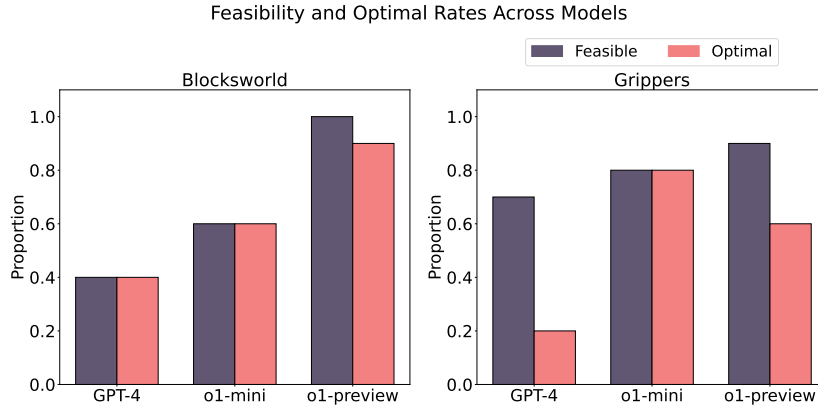 Feasibility and Optimal Rates Across Models
Feasible Optimal
Blocksworld
Proportion
1.0
0.8
0.6
0.4
0.2
0.0
GPT-4 o1-mini o1-preview
Grippers
Proportion
1.0
0.8
0.6
0.4
0.2
0.0
GPT-4 o1-mini o1-preview